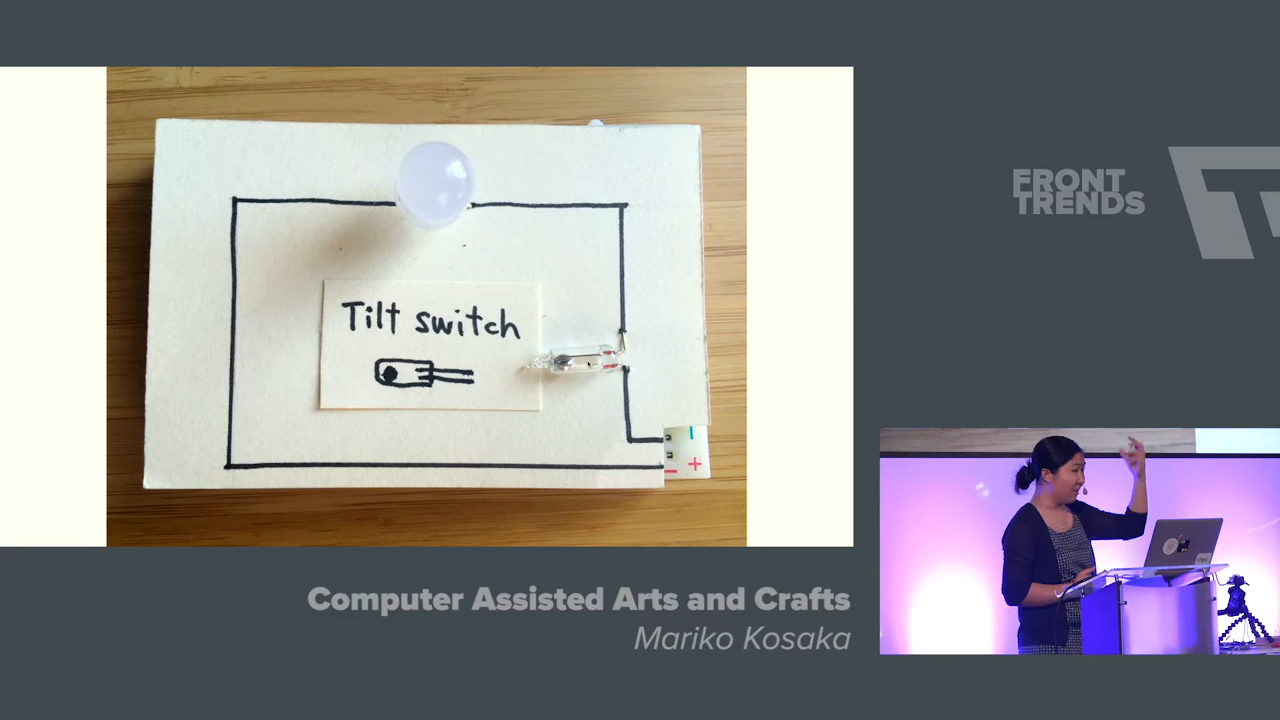 Tilt switch
+
FRONT
TRENDS
Computer Assisted Arts and Crafts
Mariko Kosaka